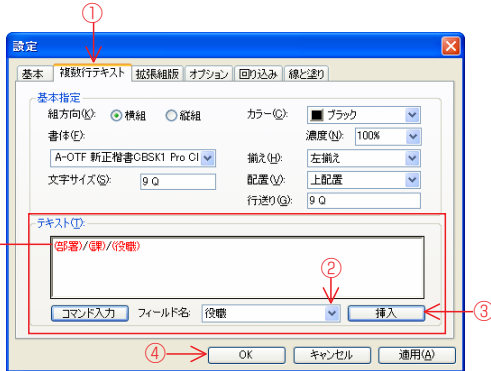 ①
設定
基本 複数行テキスト 拡張組版 オプション 回り込み 線と塗り
基本指定
組方向(K): 横組 縦組 カラー(C): ブラック
書体(F): 濃度(N): 100%
A-OTF 新正楷書CBSK1 Pro Cl 揃え(H): 左揃え
文字サイズ(S): 9 Q 配置(V): 上配置
行送り(G): 9 Q
テキスト(T):
(部署)/(課)/(役職)
②
コマンド入力 フィールド名: 役職 挿入 ③
④ OK キャンセル 適用(A)